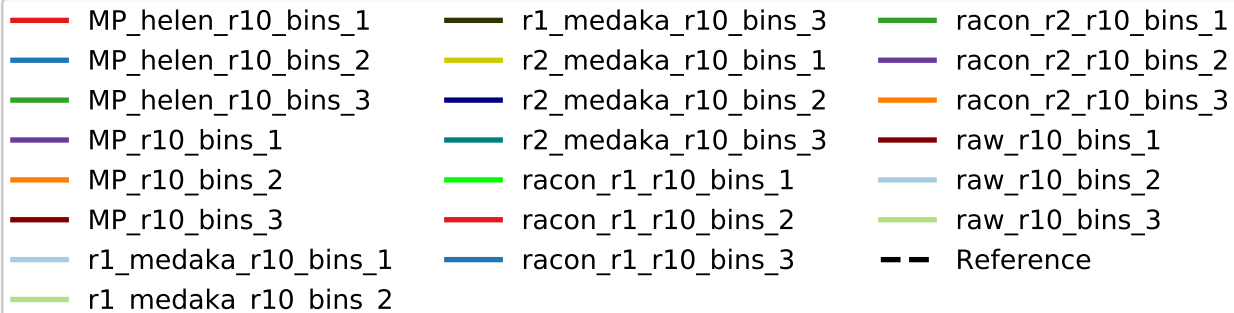 MP_helen_r10_bins_1
MP_helen_r10_bins_2
MP_helen_r10_bins_3
MP_r10_bins_1
MP_r10_bins_2
MP_r10_bins_3
r1_medaka_r10_bins_1
r1_medaka_r10_bins_2
r1_medaka_r10_bins_3
r2_medaka_r10_bins_1
r2_medaka_r10_bins_2
r2_medaka_r10_bins_3
racon_r1_r10_bins_1
racon_r1_r10_bins_2
racon_r1_r10_bins_3
racon_r2_r10_bins_1
racon_r2_r10_bins_2
racon_r2_r10_bins_3
raw_r10_bins_1
raw_r10_bins_2
raw_r10_bins_3
Reference